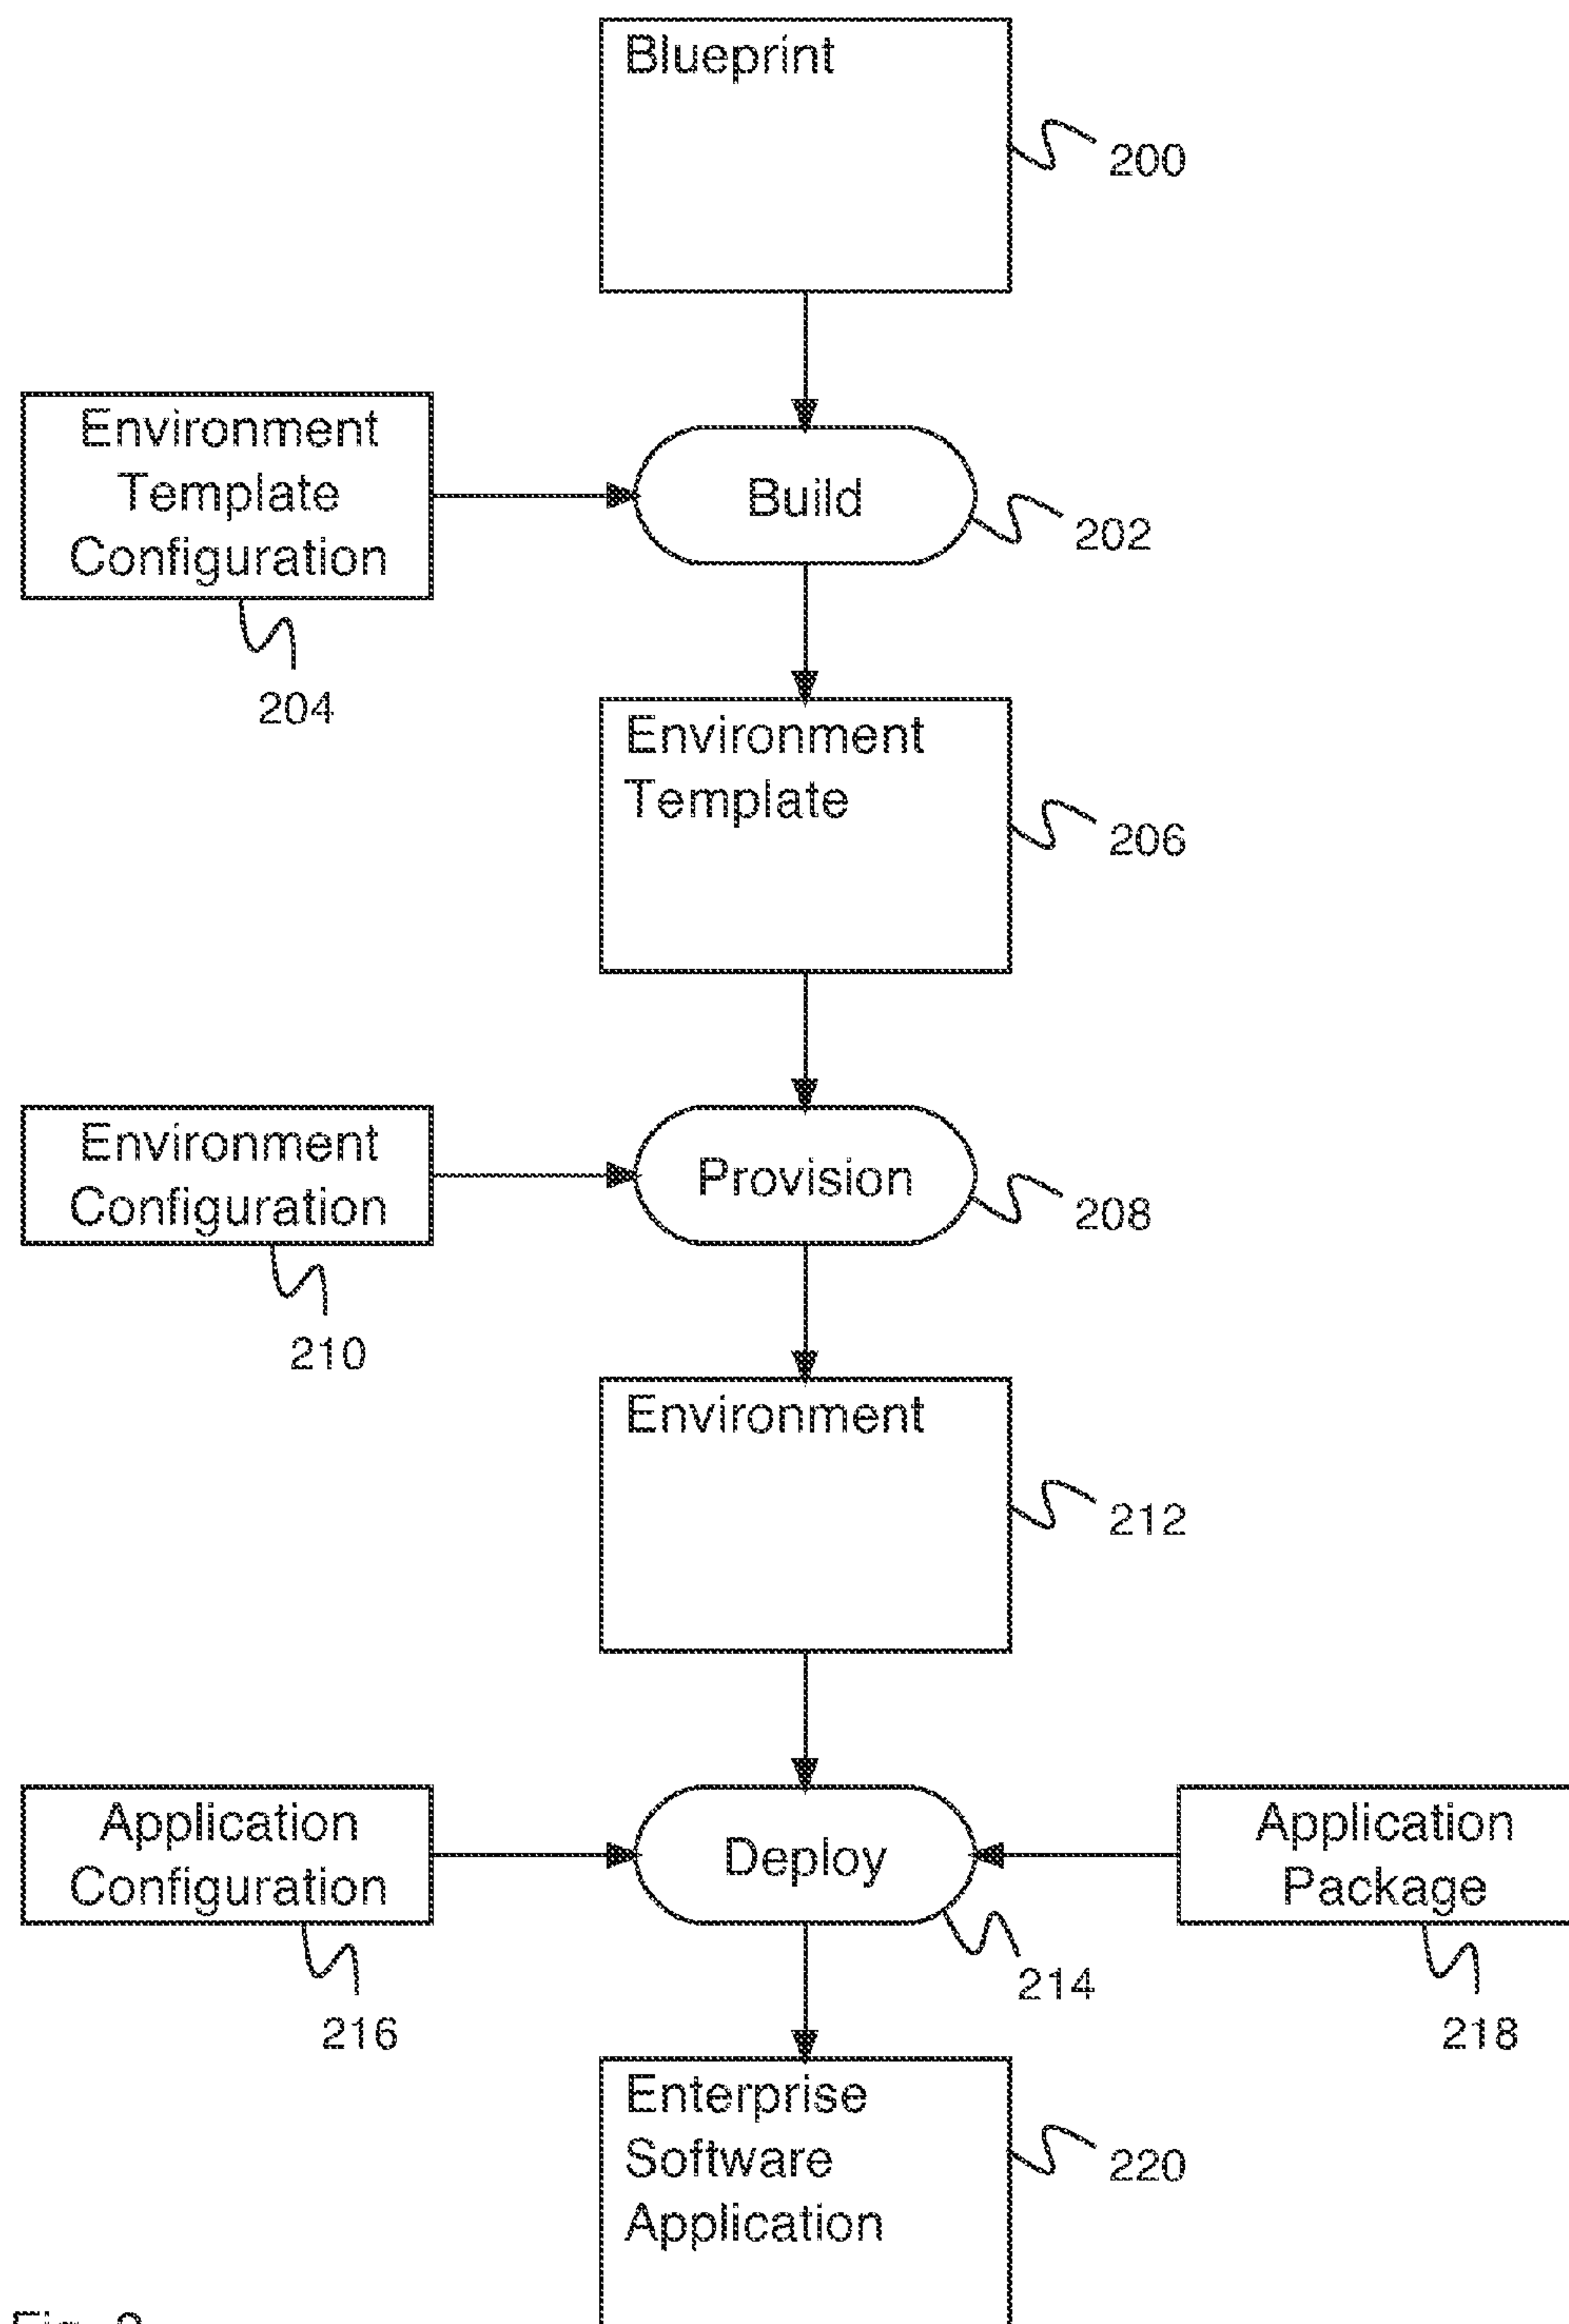 Blueprint
200
Environment
Template
Configuration
204
Build
202
Environment
Template
206
Environment
Configuration
210
Provision
208
Environment
212
Application
Configuration
216
Deploy
214
Application
Package
218
Enterprise
Software
Application
220